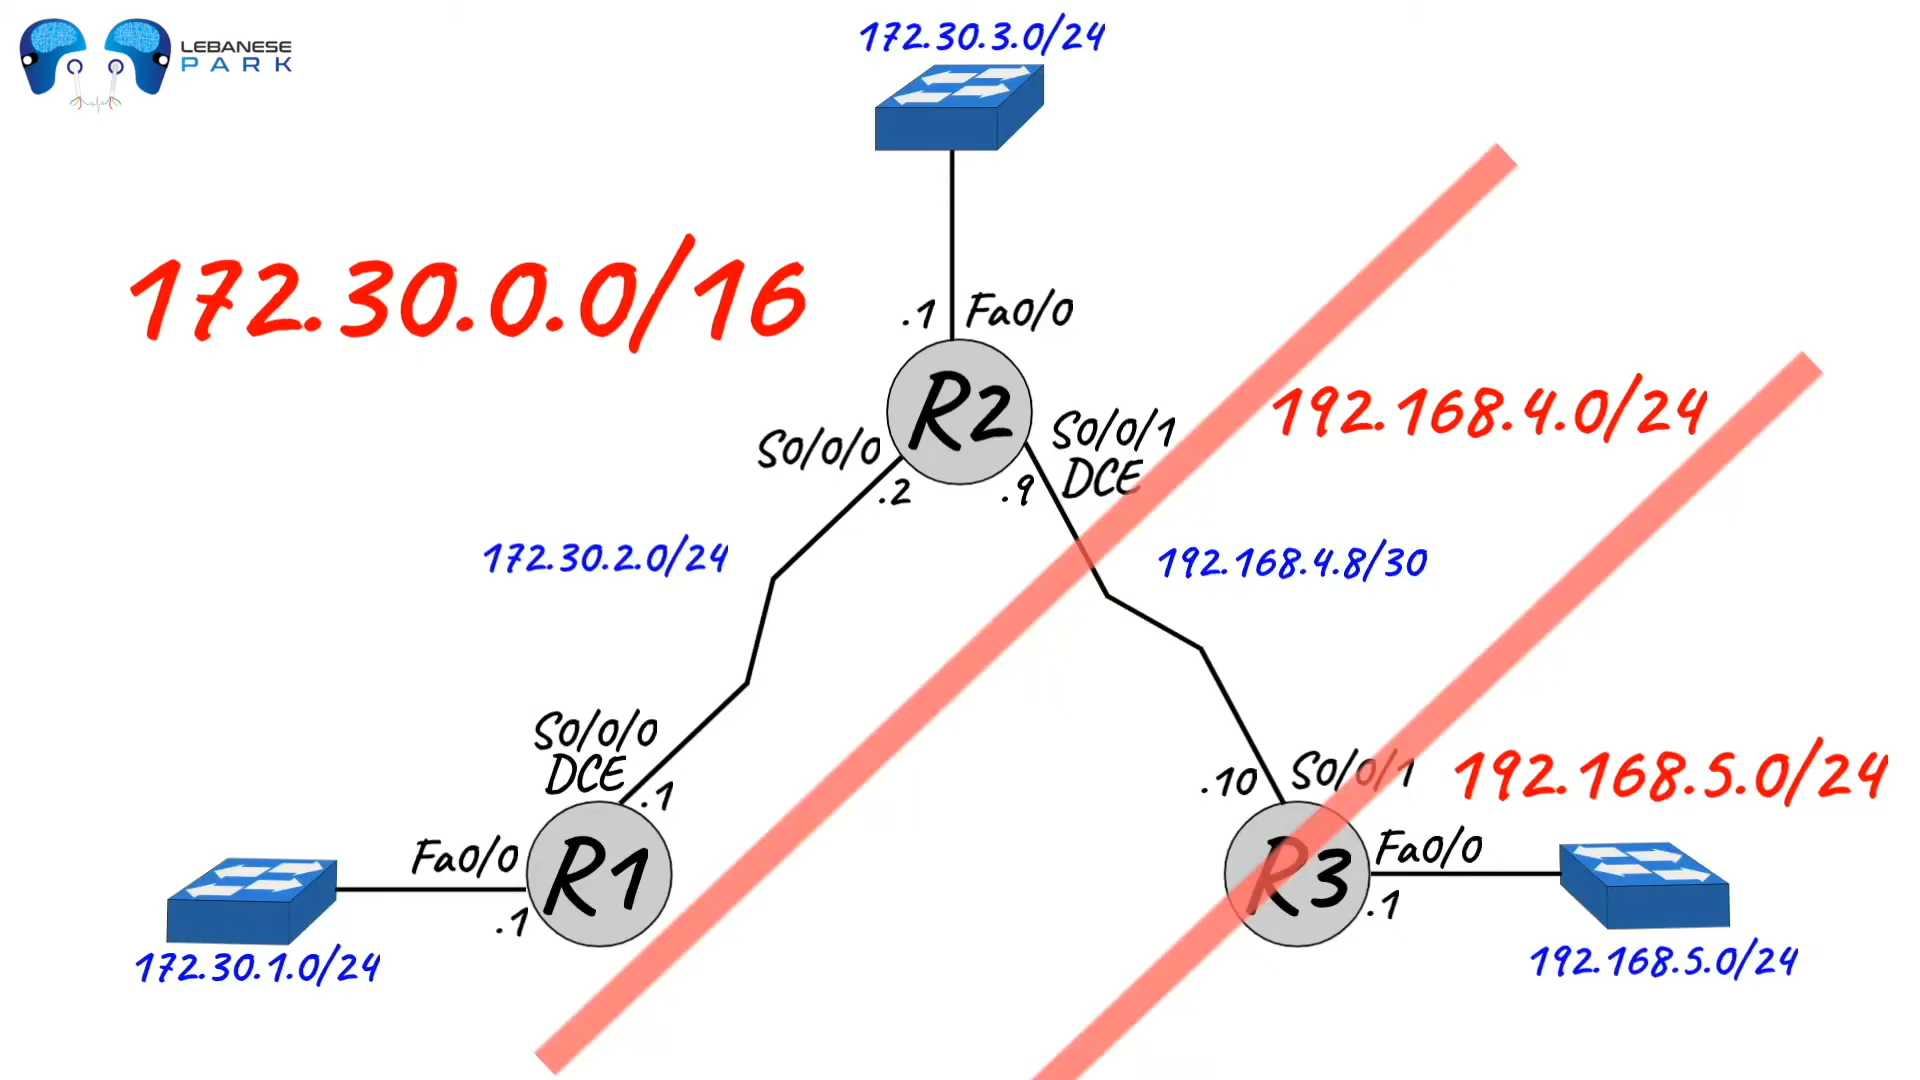 LEBANESE
PARK
172.30.3.0/24
172.30.0.0/16
.1 Fa0/0
R2
192.168.4.0/24
S0/0/0
S0/0/1
DCE
.2
.9
172.30.2.0/24
192.168.4.8/30
S0/0/0
DCE
.1
.10
S0/0/1
192.168.5.0/24
Fa0/0
R1
.1
R3
Fa0/0
.1
172.30.1.0/24
192.168.5.0/24